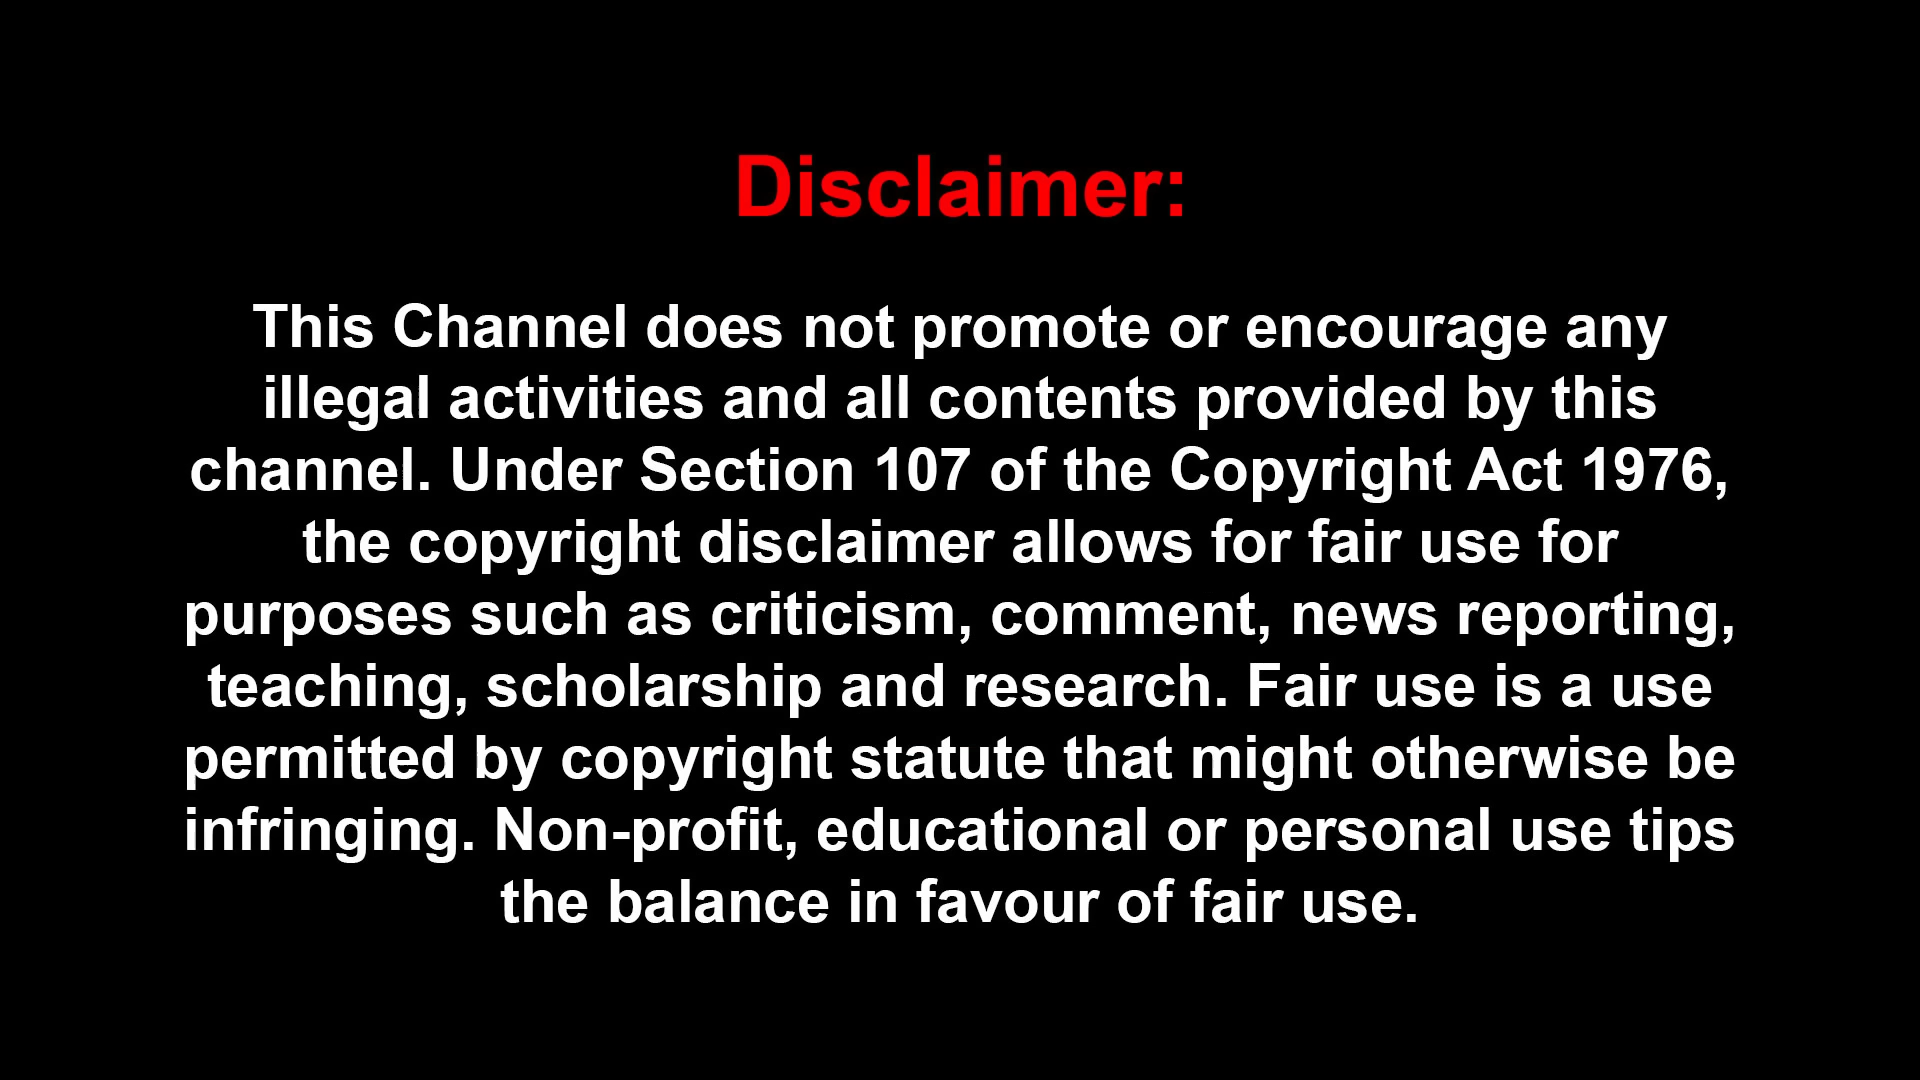 Disclaimer:
This Channel does not promote or encourage any
illegal activities and all contents provided by this
channel. Under Section 107 of the Copyright Act 1976,
the copyright disclaimer allows for fair use for
purposes such as criticism, comment, news reporting,
teaching, scholarship and research. Fair use is a use
permitted by copyright statute that might otherwise be
infringing. Non-profit, educational or personal use tips
the balance in favour of fair use.